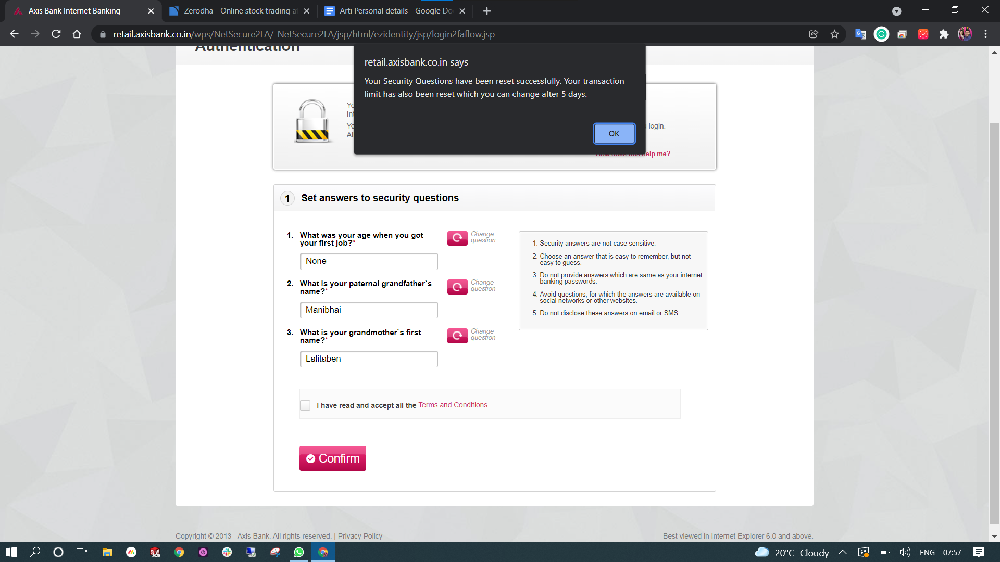 Axis Bank Internet Banking
Zerodha - Online stock trading at
Arti Personal details - Google Do
retail.axisbank.co.in/wps/NetSecure2FA/_NetSecure2FA/jsp/html/ezidentity/jsp/login2faflow.jsp
Authentication
retail.axisbank.co.in says
Your Security Questions have been reset successfully. Your transaction
limit has also been reset which you can change after 5 days.
OK
login.
How does this help me?
1 Set answers to security questions
1. What was your age when you got
your first job?*
Change
question
None
2. What is your paternal grandfather`s
name?*
Change
question
Manibhai
3. What is your grandmother`s first
name?*
Change
question
Lalitaben
1. Security answers are not case sensitive.
2. Choose an answer that is easy to remember, but not
easy to guess.
3. Do not provide answers which are same as your internet
banking passwords.
4. Avoid questions, for which the answers are available on
social networks or other websites.
5. Do not disclose these answers on email or SMS.
I have read and accept all the Terms and Conditions
Confirm
Copyright © 2013 - Axis Bank. All rights reserved. | Privacy Policy
Best viewed in Internet Explorer 6.0 and above.
SW
2020
20°C Cloudy
ENG
07:57